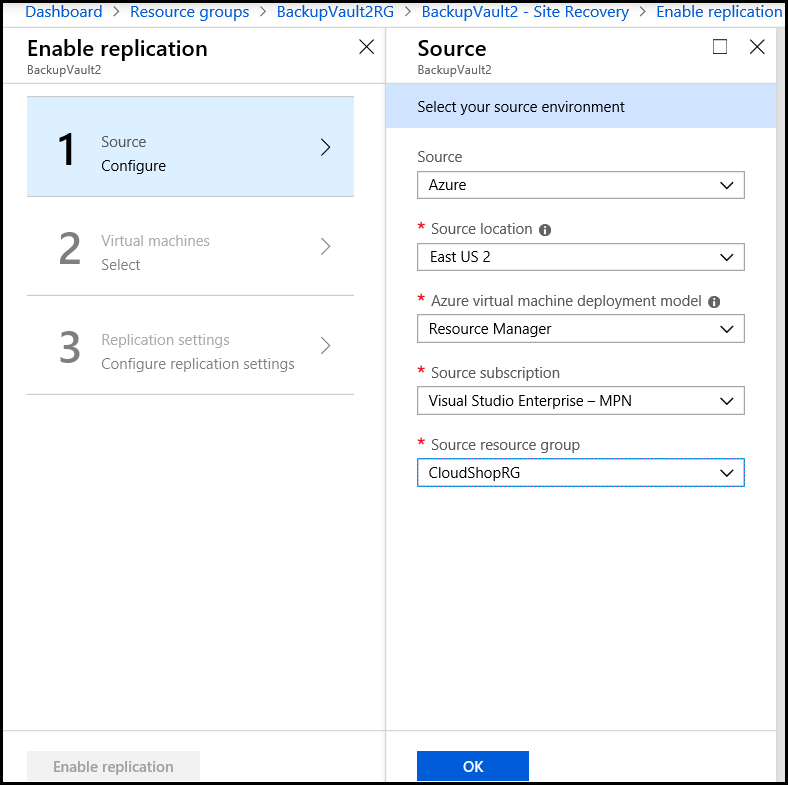 Dashboard > Resource groups > BackupVault2RG > BackupVault2 - Site Recovery > Enable replication
Enable replication
BackupVault2
1
Source
Configure
2
Virtual machines
Select
3
Replication settings
Configure replication settings
Enable replication
Source
BackupVault2
Select your source environment
Source
Azure
* Source location
East US 2
* Azure virtual machine deployment model
Resource Manager
* Source subscription
Visual Studio Enterprise – MPN
* Source resource group
CloudShopRG
OK